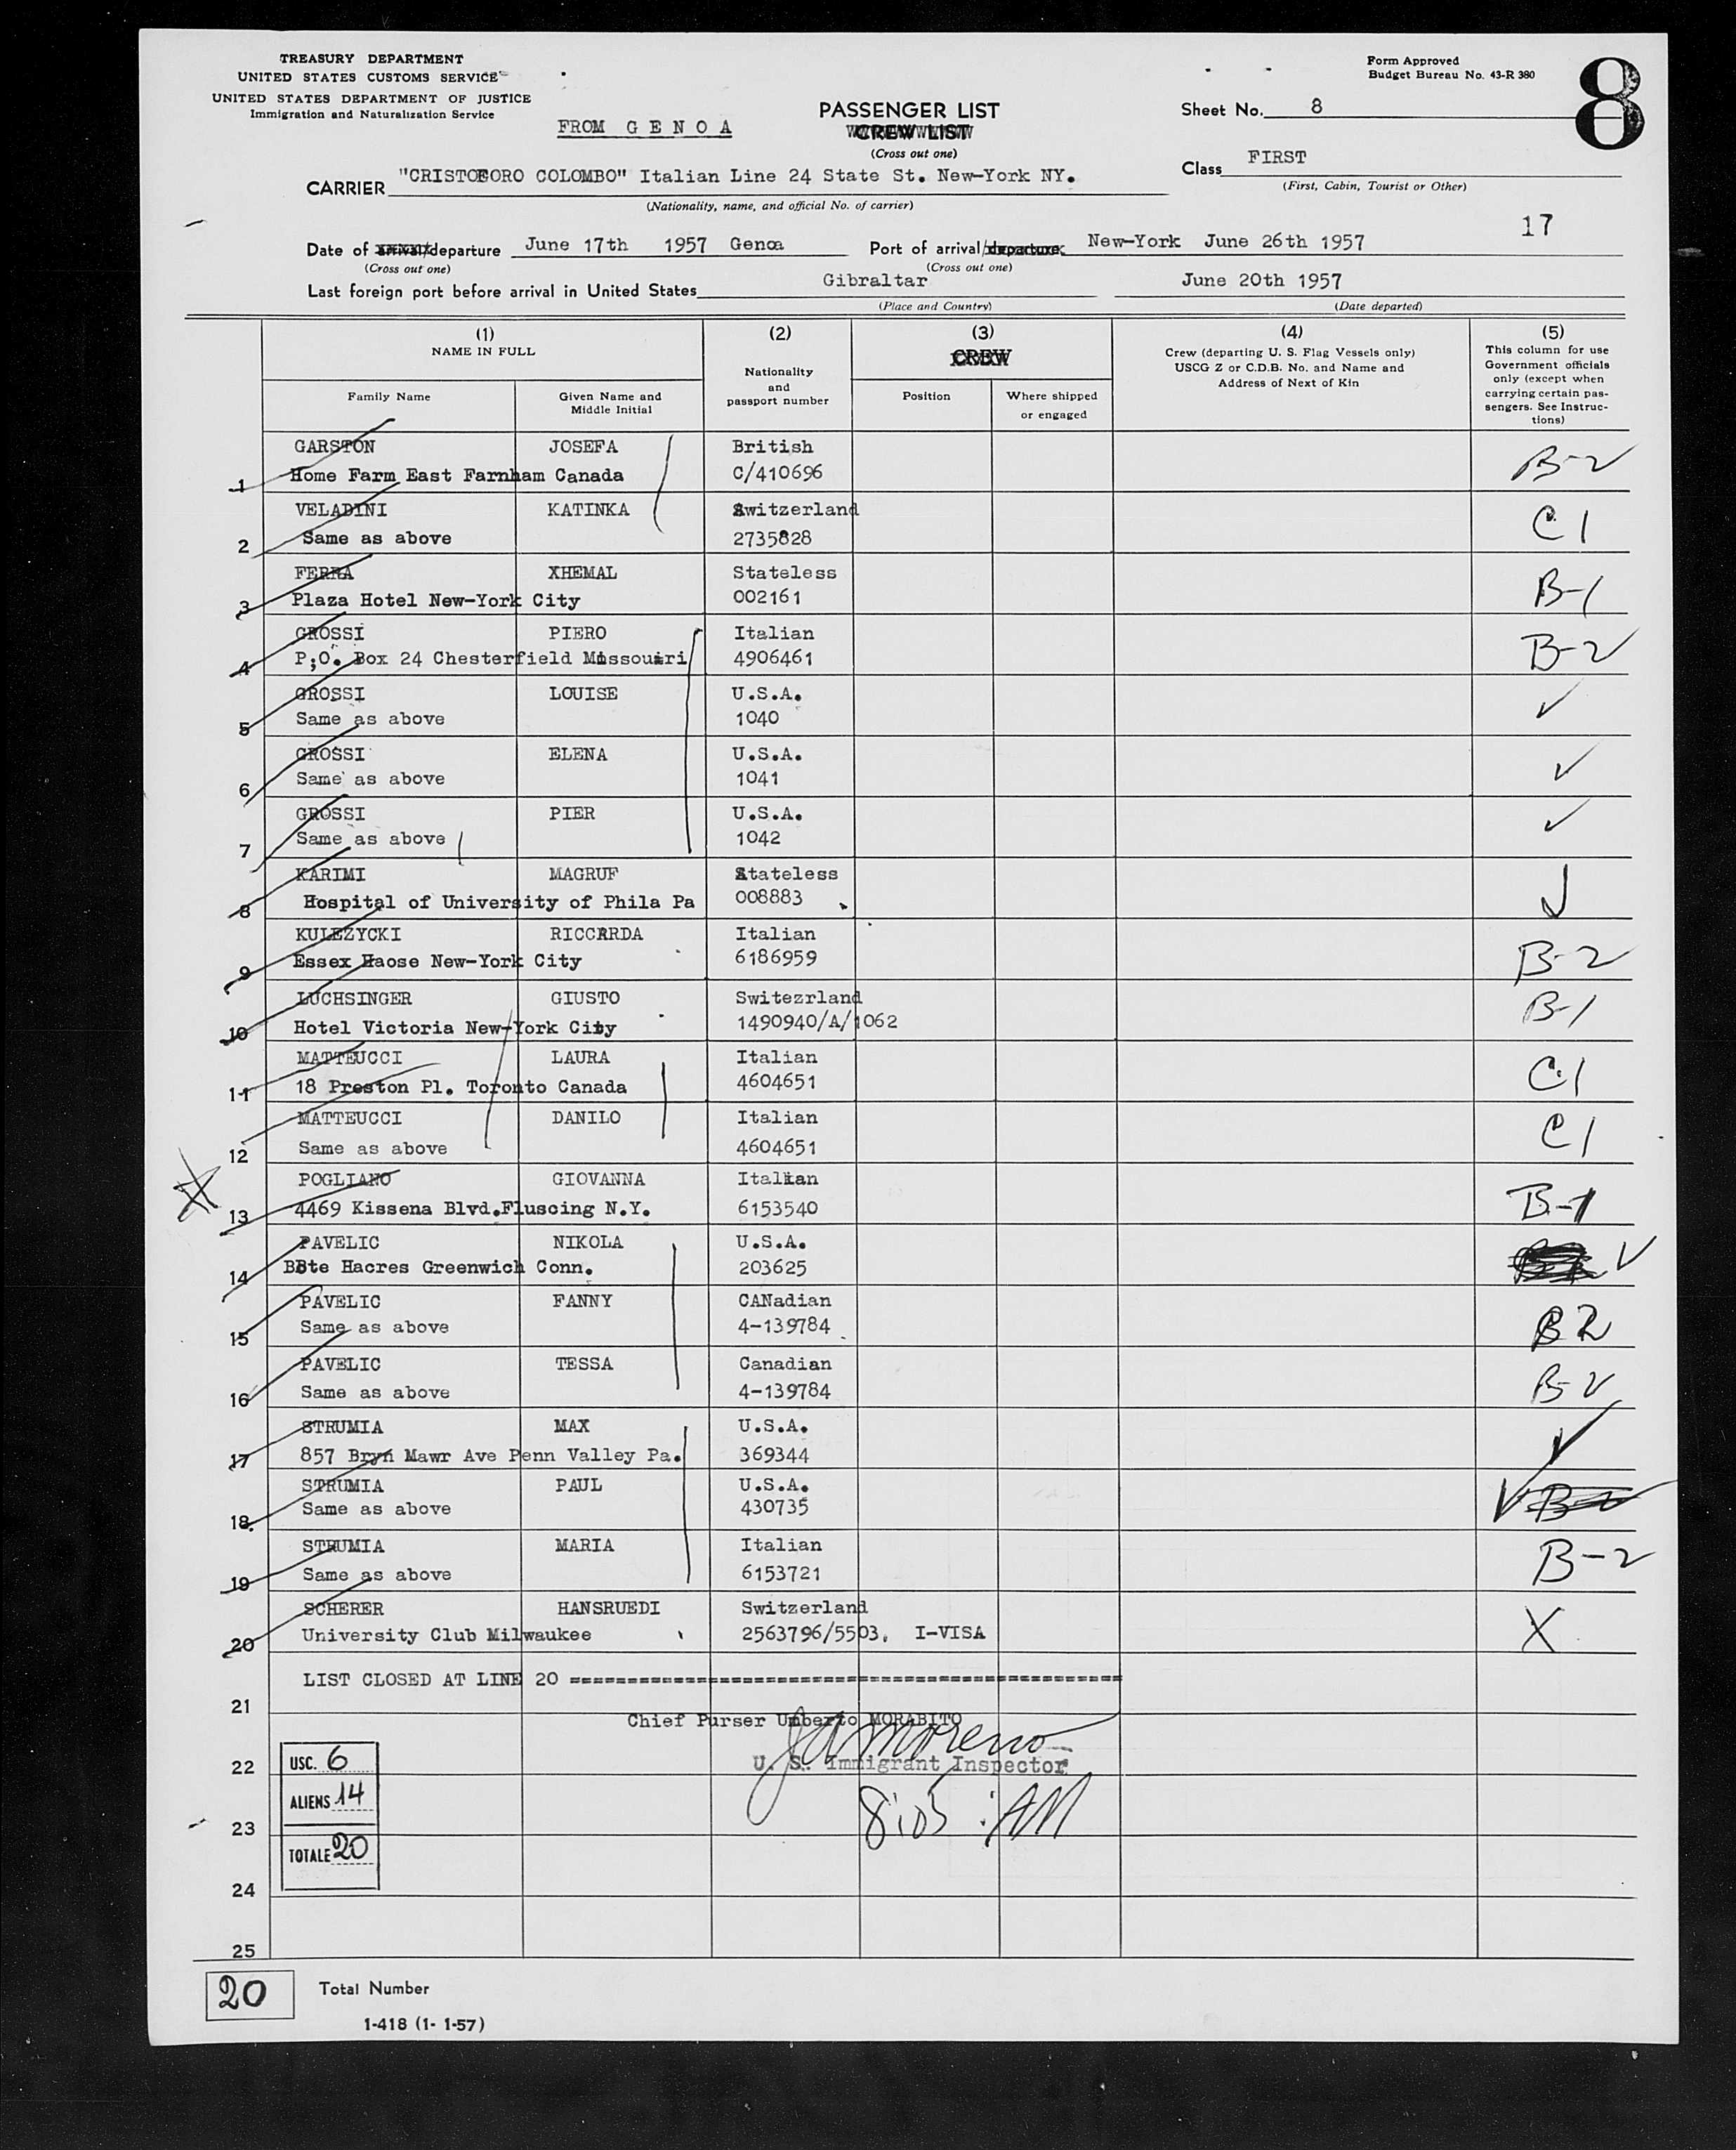 TREASURY DEPARTMENT
UNITED STATES CUSTOMS SERVICE
UNITED STATES DEPARTMENT OF JUSTICE
Immigration and Naturalization Service
FROM G E N O A
PASSENGER LIST
CREW LIST
(Cross out one)
Form Approved
Budget Bureau No. 43-R 380
8
Sheet No. 8
Class FIRST
(First, Cabin, Tourist or Other)
CARRIER "CRISTOFORO COLOMBO" Italian Line 24 State St. New-York NY.
(Nationality, name, and official No. of carrier)
17
Date of arrival/departure June 17th 1957 Genoa Port of arrival/departure New-York June 26th 1957
(Cross out one) (Cross out one)
Last foreign port before arrival in United States Gibraltar June 20th 1957
(Place and Country) (Date departed)
(1) NAME IN FULL
Family Name
Given Name and Middle Initial
(2) Nationality and passport number
(3) CREW
Position
Where shipped or engaged
(4) Crew (departing U. S. Flag Vessels only) USCG Z or C.D.B. No. and Name and Address of Next of Kin
(5) This column for use Government officials only (except when carrying certain passengers. See Instructions)
GARSTON JOSEFA British B-2
1 Home Farm East Farnham Canada C/410696
VELADINI KATINKA Switzerland C 1
2 Same as above 2735828
FERRA XHEMAL Stateless B-1
3 Plaza Hotel New-York City 002161
GROSSI PIERO Italian B-2
4 P;O. Box 24 Chesterfield Missouiri 4906461
GROSSI LOUISE U.S.A.
5 Same as above 1040
GROSSI ELENA U.S.A.
6 Same as above 1041
GROSSI PIER U.S.A.
7 Same as above 1042
KARIMI MAGRUF Stateless
8 Hospital of University of Phila Pa 008883
KULEZYCKI RICCARDA Italian B-2
9 Essex Haose New-York City 6186959
LUCHSINGER GIUSTO Switezrland B-1
10 Hotel Victoria New-York City 1490940/A/1062
MATTEUCCI LAURA Italian C 1
11 18 Preston Pl. Toronto Canada 4604651
MATTEUCCI DANILO Italian C 1
12 Same as above 4604651
POGLIANO GIOVANNA Italian B-1
13 4469 Kissena Blvd.Fluscing N.Y. 6153540
PAVELIC NIKOLA U.S.A.
14 BBte Hacres Greenwich Conn. 203625
PAVELIC FANNY CANadian B 2
15 Same as above 4-139784
PAVELIC TESSA Canadian B-2
16 Same as above 4-139784
STRUMIA MAX U.S.A.
17 857 Bryn Mawr Ave Penn Valley Pa. 369344
STRUMIA PAUL U.S.A. B-2
18. Same as above 430735
STRUMIA MARIA Italian B-2
19 Same as above 6153721
SCHERER HANSRUEDI Switzerland X
20 University Club Milwaukee 2563796/5503. I-VISA
LIST CLOSED AT LINE 20 ================================
21
Chief Purser Umberto MORABITO
22 USC. 6 U. S. Immigrant Inspector
ALIENS 14
8:05 AM
23
TOTALE 20
24
25
20 Total Number
1-418 (1- 1-57)